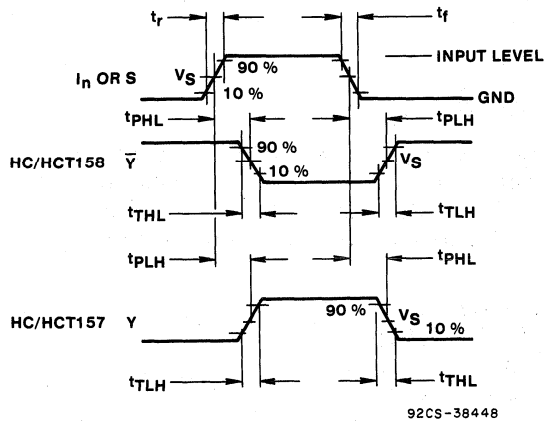 tr tf
90 % INPUT LEVEL
In OR S VS
10 % GND
tPHL tPLH
HC/HCT158 Y̅ 90 % VS
10 %
tTHL tTLH
tPLH tPHL
HC/HCT157 Y 90 % VS 10 %
tTLH tTHL
92CS-38448